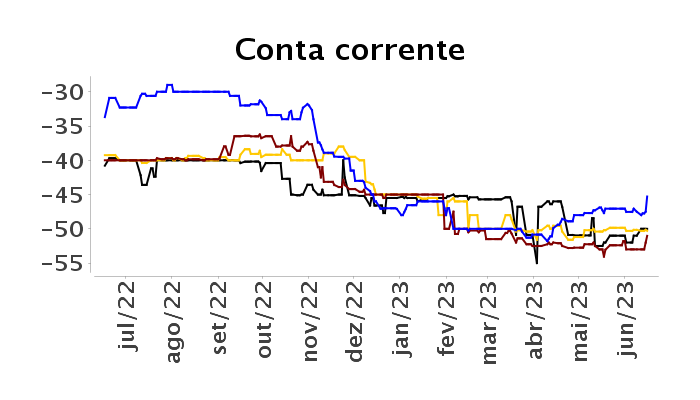 Conta corrente
−30
−35
−40
−45
−50
−55
jul/22
ago/22
set/22
out/22
nov/22
dez/22
jan/23
fev/23
mar/23
abr/23
mai/23
jun/23